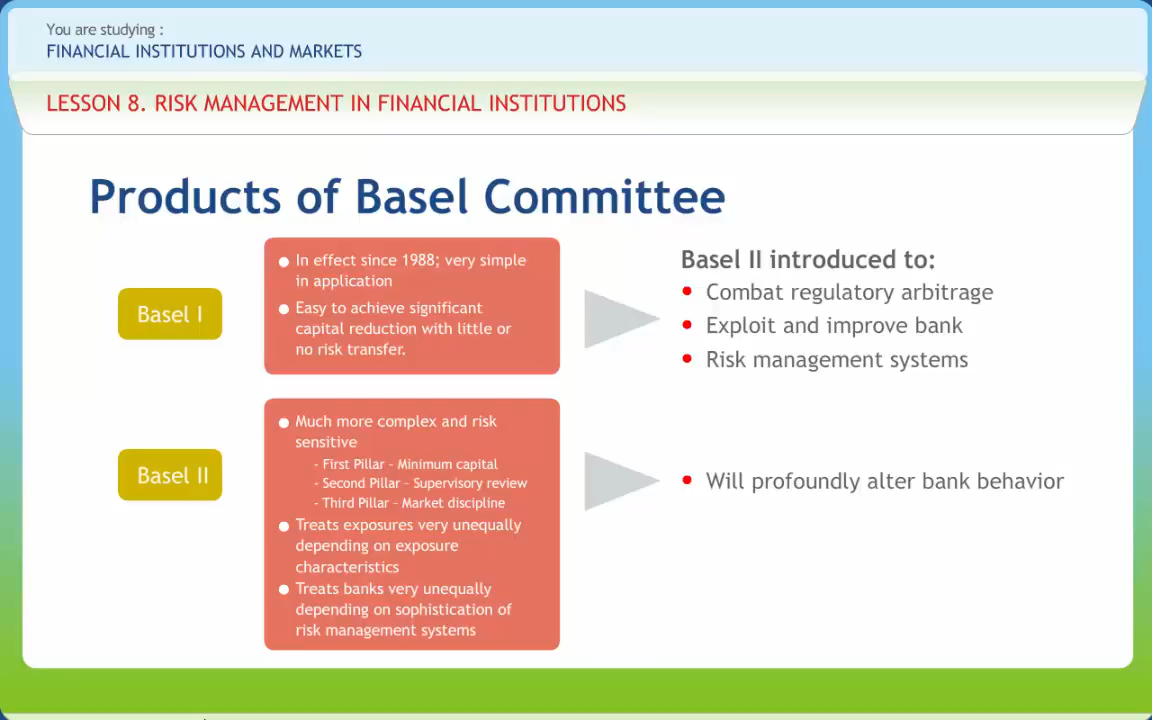 You are studying :
FINANCIAL INSTITUTIONS AND MARKETS
LESSON 8. RISK MANAGEMENT IN FINANCIAL INSTITUTIONS
Products of Basel Committee
Basel I
● In effect since 1988; very simple
in application
● Easy to achieve significant
capital reduction with little or
no risk transfer.
Basel II introduced to:
• Combat regulatory arbitrage
• Exploit and improve bank
• Risk management systems
Basel II
● Much more complex and risk
sensitive
- First Pillar – Minimum capital
- Second Pillar – Supervisory review
- Third Pillar – Market discipline
● Treats exposures very unequally
depending on exposure
characteristics
● Treats banks very unequally
depending on sophistication of
risk management systems
• Will profoundly alter bank behavior